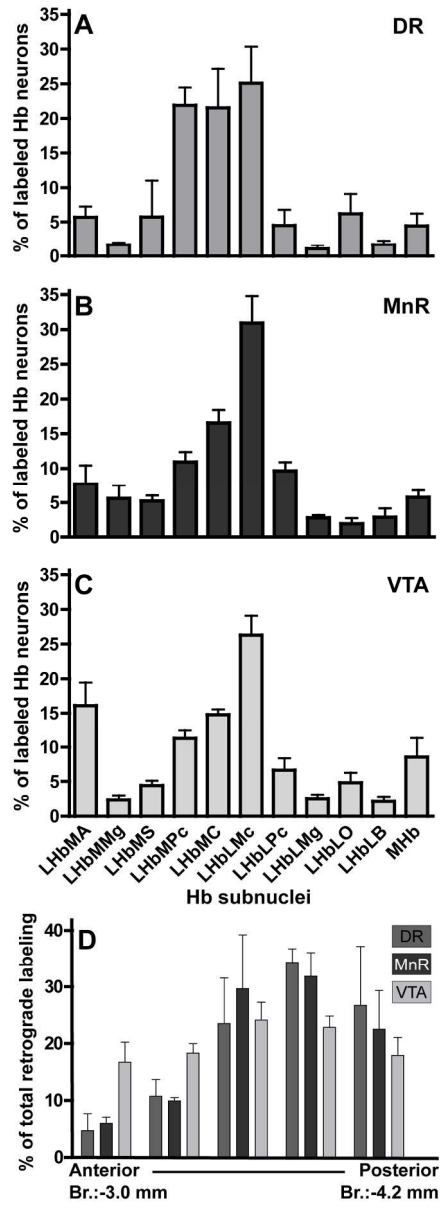 A
DR
% of labeled Hb neurons
35
30
25
20
15
10
5
0
B
MnR
% of labeled Hb neurons
35
30
25
20
15
10
5
0
C
VTA
% of labeled Hb neurons
35
30
25
20
15
10
5
0
LHbMA
LHbMMg
LHbMS
LHbMPc
LHbMC
LHbLMc
LHbLPc
LHbLMg
LHbLO
LHbLB
MHb
Hb subnuclei
D
% of total retrograde labeling
40
30
20
10
0
DR
MnR
VTA
Anterior Posterior
Br.:-3.0 mm Br.:-4.2 mm